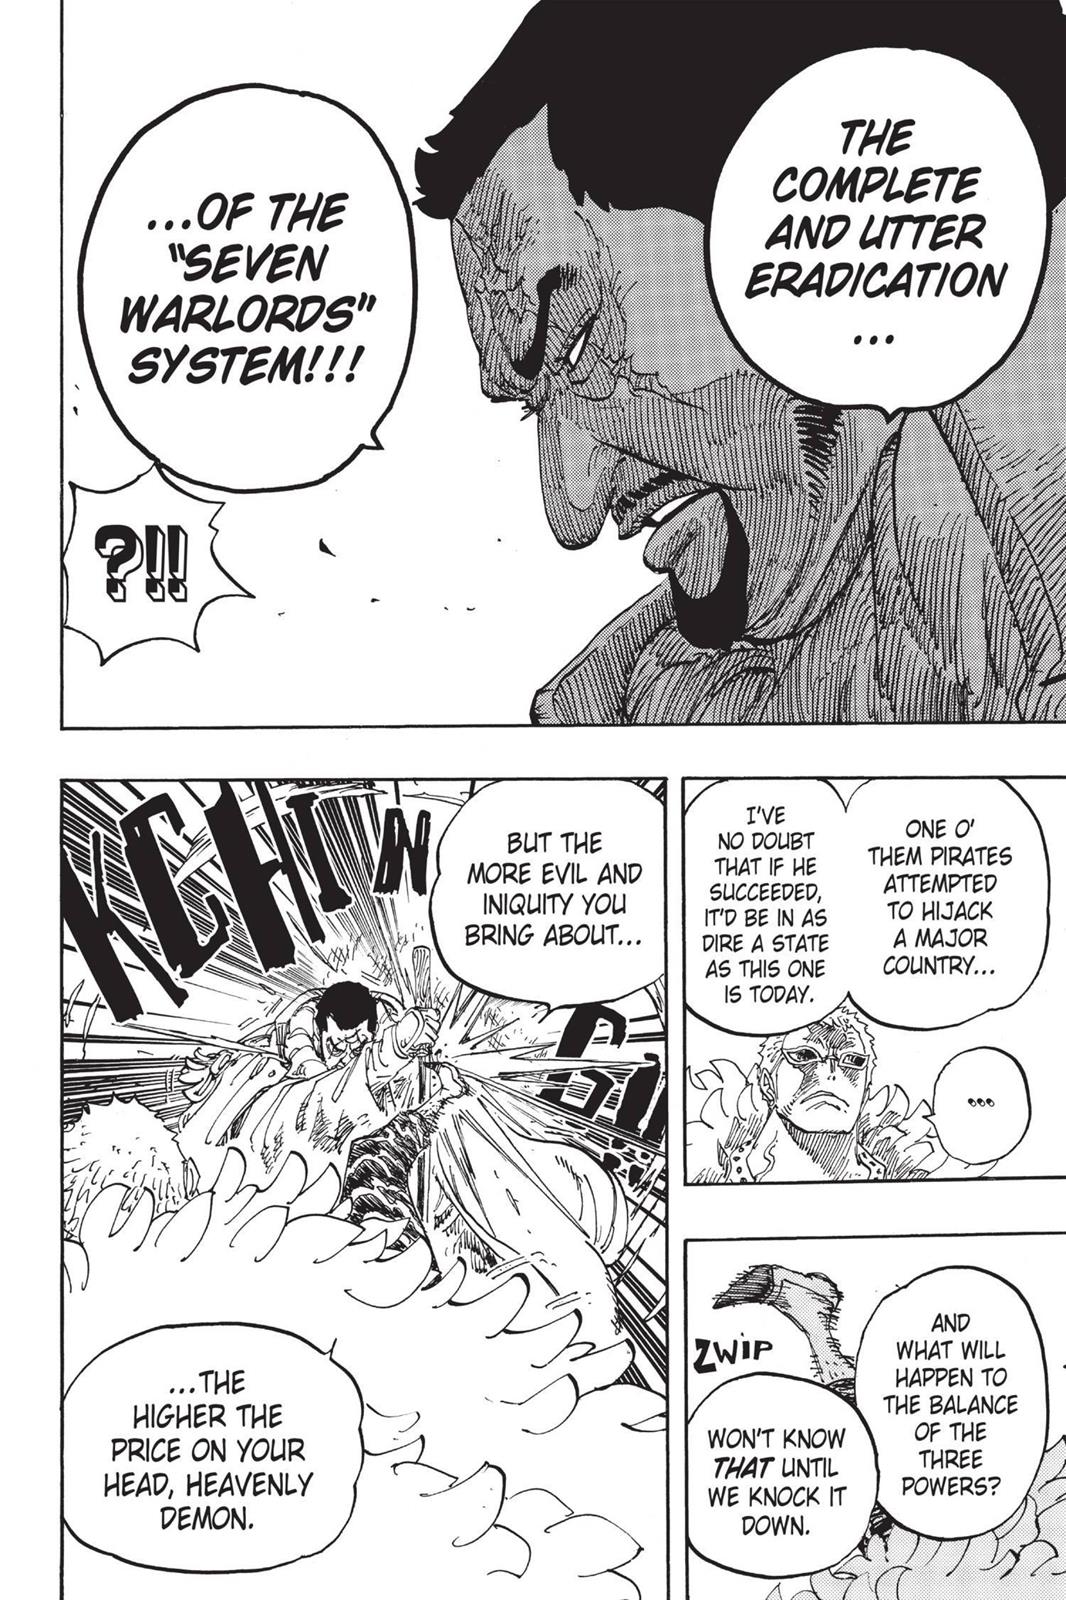 THE
COMPLETE
AND UTTER
ERADICATION
...
...OF THE
"SEVEN
WARLORDS"
SYSTEM!!!
?!!
ONE O'
THEM PIRATES
ATTEMPTED
TO HIJACK
A MAJOR
COUNTRY...
I'VE
NO DOUBT
THAT IF HE
SUCCEEDED,
IT'D BE IN AS
DIRE A STATE
AS THIS ONE
IS TODAY.
...
AND
WHAT WILL
HAPPEN TO
THE BALANCE
OF THE
THREE
POWERS?
ZWIP
WON'T KNOW
THAT UNTIL
WE KNOCK IT
DOWN.
BUT THE
MORE EVIL AND
INIQUITY YOU
BRING ABOUT...
KCHIN
...THE
HIGHER THE
PRICE ON YOUR
HEAD, HEAVENLY
DEMON.